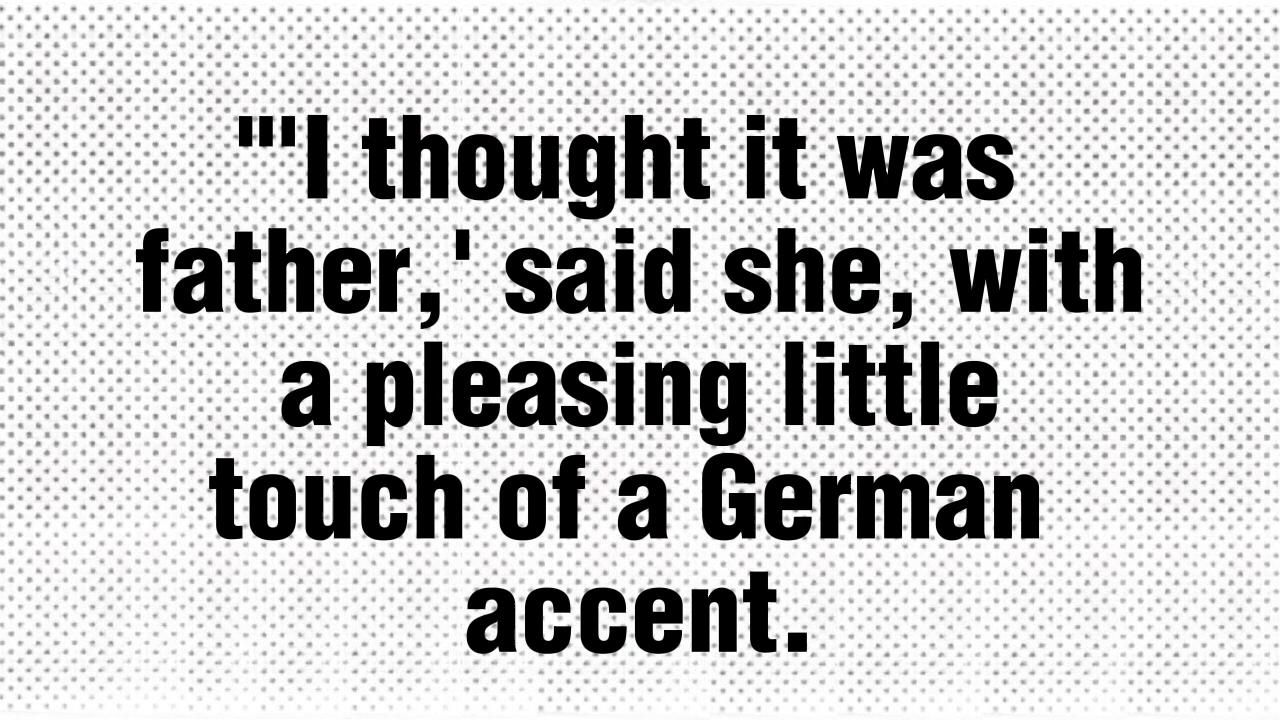 "'I thought it was
father,' said she, with
a pleasing little
touch of a German
accent.